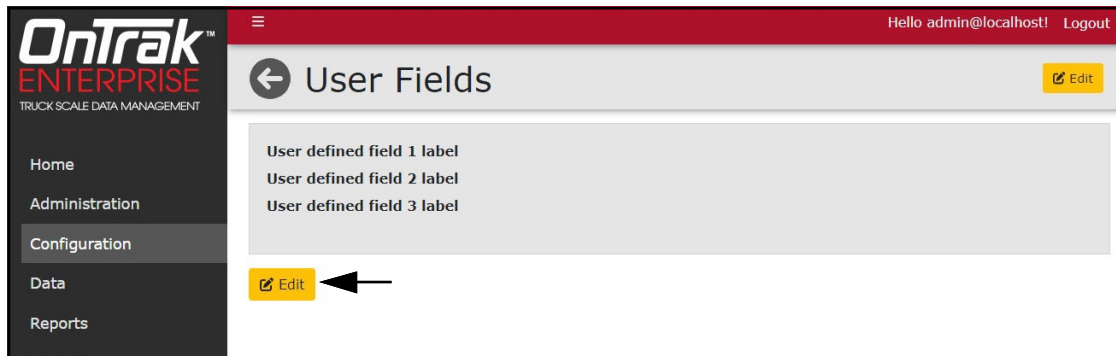 OnTrak™
ENTERPRISE
TRUCK SCALE DATA MANAGEMENT
Home
Administration
Configuration
Data
Reports
Hello admin@localhost! Logout
User Fields
Edit
User defined field 1 label
User defined field 2 label
User defined field 3 label
Edit